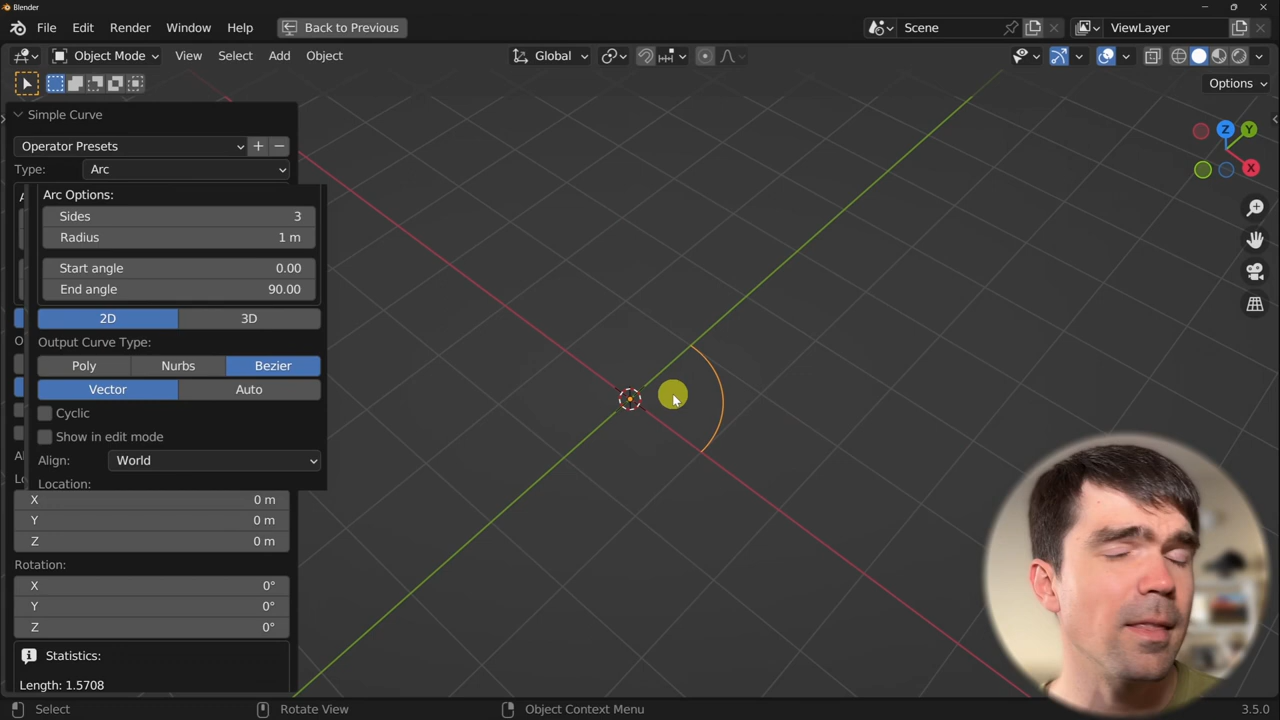 Blender
File Edit Render Window Help Back to Previous Scene ViewLayer
Object Mode View Select Add Object Global
Options
Simple Curve
Operator Presets
Type: Arc
Arc Options:
Sides 3
Radius 1 m
Start angle 0.00
End angle 90.00
2D 3D
Output Curve Type:
Poly Nurbs Bezier
Vector Auto
Cyclic
Show in edit mode
Align: World
Location:
X 0 m
Y 0 m
Z 0 m
Rotation:
X 0°
Y 0°
Z 0°
Statistics:
Length: 1.5708
Z
Y
X
Select Rotate View Object Context Menu 3.5.0